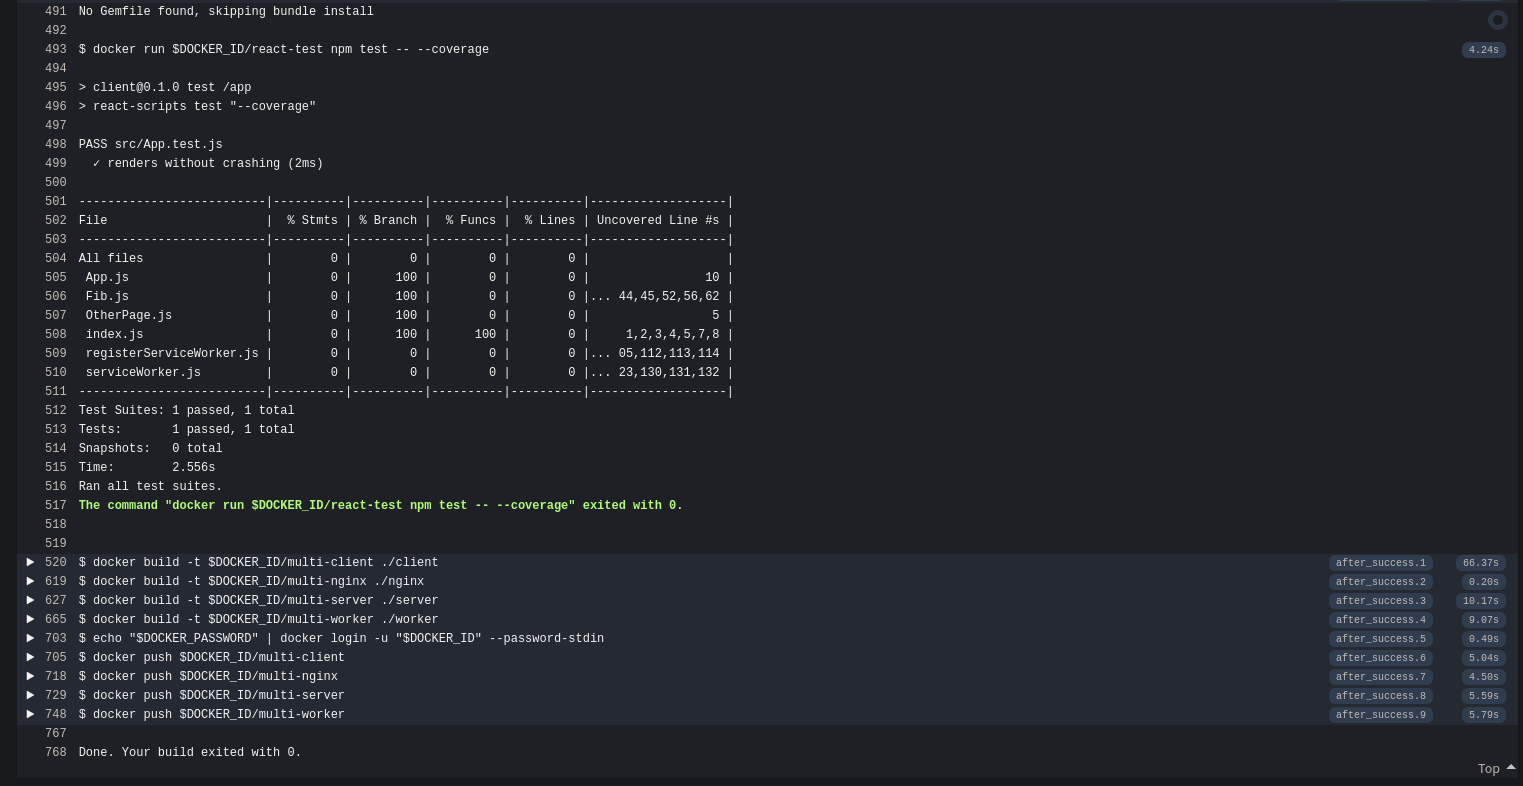 491 No Gemfile found, skipping bundle install
492
493 $ docker run $DOCKER_ID/react-test npm test -- --coverage 4.24s
494
495 > client@0.1.0 test /app
496 > react-scripts test "--coverage"
497
498 PASS src/App.test.js
499   ✓ renders without crashing (2ms)
500
501 --------------------------|----------|----------|----------|----------|-------------------|
502 File                      |  % Stmts | % Branch |  % Funcs |  % Lines | Uncovered Line #s |
503 --------------------------|----------|----------|----------|----------|-------------------|
504 All files                 |        0 |        0 |        0 |        0 |                   |
505  App.js                   |        0 |      100 |        0 |        0 |                10 |
506  Fib.js                   |        0 |      100 |        0 |        0 |... 44,45,52,56,62 |
507  OtherPage.js             |        0 |      100 |        0 |        0 |                 5 |
508  index.js                 |        0 |      100 |      100 |        0 |     1,2,3,4,5,7,8 |
509  registerServiceWorker.js |        0 |        0 |        0 |        0 |... 05,112,113,114 |
510  serviceWorker.js         |        0 |        0 |        0 |        0 |... 23,130,131,132 |
511 --------------------------|----------|----------|----------|----------|-------------------|
512 Test Suites: 1 passed, 1 total
513 Tests:       1 passed, 1 total
514 Snapshots:   0 total
515 Time:        2.556s
516 Ran all test suites.
517 The command "docker run $DOCKER_ID/react-test npm test -- --coverage" exited with 0.
518
519
520 $ docker build -t $DOCKER_ID/multi-client ./client after_success.1 66.37s
619 $ docker build -t $DOCKER_ID/multi-nginx ./nginx after_success.2 0.20s
627 $ docker build -t $DOCKER_ID/multi-server ./server after_success.3 10.17s
665 $ docker build -t $DOCKER_ID/multi-worker ./worker after_success.4 9.07s
703 $ echo "$DOCKER_PASSWORD" | docker login -u "$DOCKER_ID" --password-stdin after_success.5 0.49s
705 $ docker push $DOCKER_ID/multi-client after_success.6 5.04s
718 $ docker push $DOCKER_ID/multi-nginx after_success.7 4.50s
729 $ docker push $DOCKER_ID/multi-server after_success.8 5.59s
748 $ docker push $DOCKER_ID/multi-worker after_success.9 5.79s
767
768 Done. Your build exited with 0.
Top